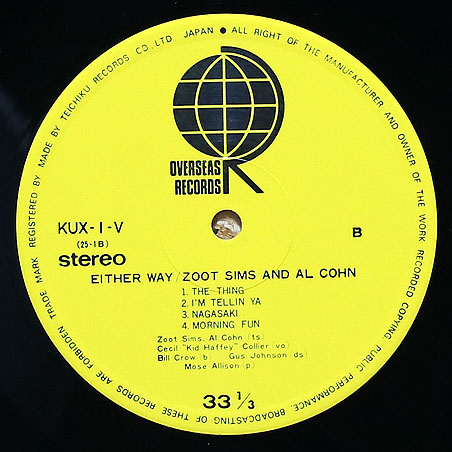 TRADE MARK REGISTERED BY MADE BY TEICHIKU RECORDS CO., LTD JAPAN ● ALL RIGHT OF THE MANUFACTURER AND OWNER OF THE WORK RECORDED COPYING PUBLIC PERFORMANCE BROADCASTING OF THESE RECORDS ARE FORBIDDEN
OVERSEAS
RECORDS
KUX-1-V
(25-1B)
stereo
B
EITHER WAY/ZOOT SIMS AND AL COHN
1. THE THING
2. I'M TELLIN YA
3. NAGASAKI
4. MORNING FUN
Zoot Sims, Al Cohn (ts)
Cecil "Kid Haffey" Collier (vo)
Bill Crow (b) Gus Johnson (ds)
Mose Allison (p)
33 1/3